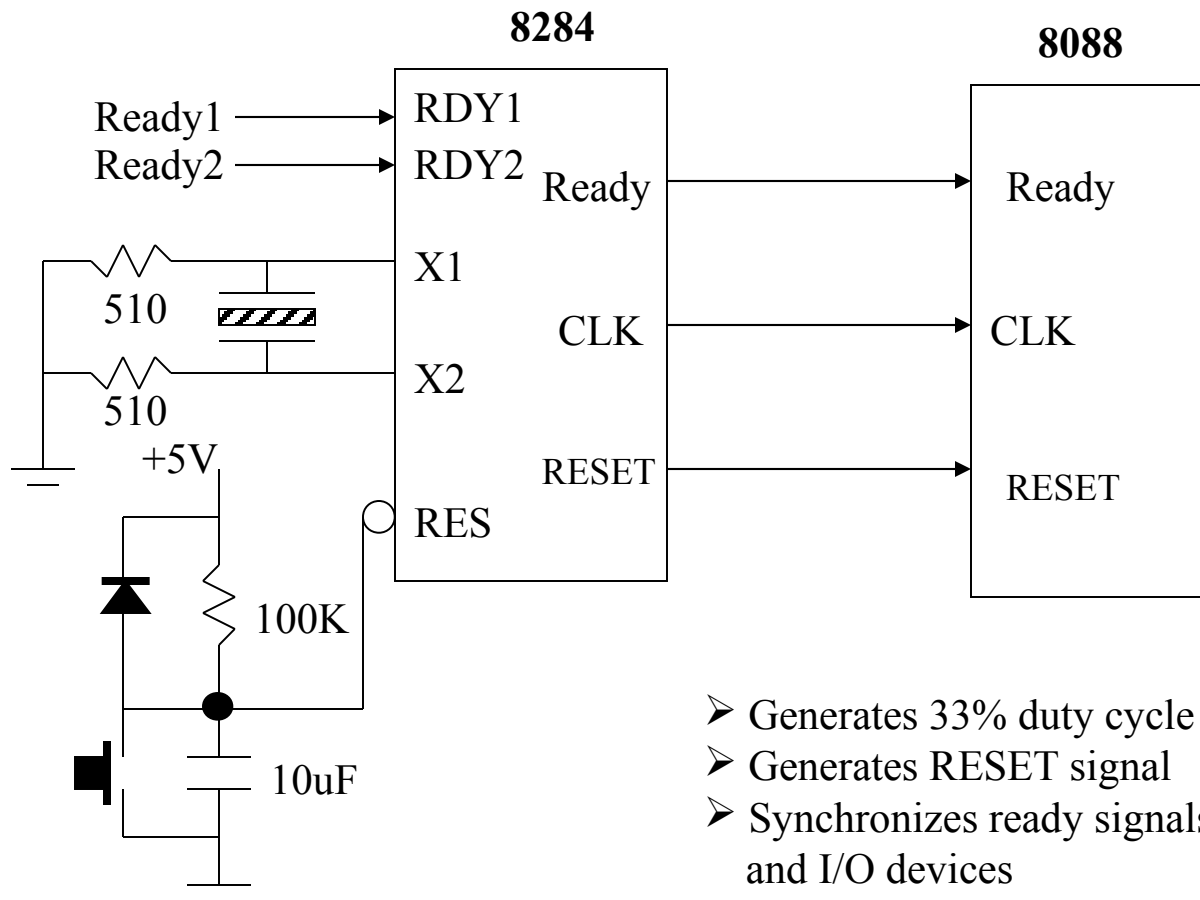 8284
8088
Ready1
RDY1
Ready2
RDY2
Ready
Ready
X1
510
CLK
CLK
X2
510
+5V
RESET
RESET
RES
100K
10uF
➢ Generates 33% duty cycle
➢ Generates RESET signal
➢ Synchronizes ready signals
and I/O devices